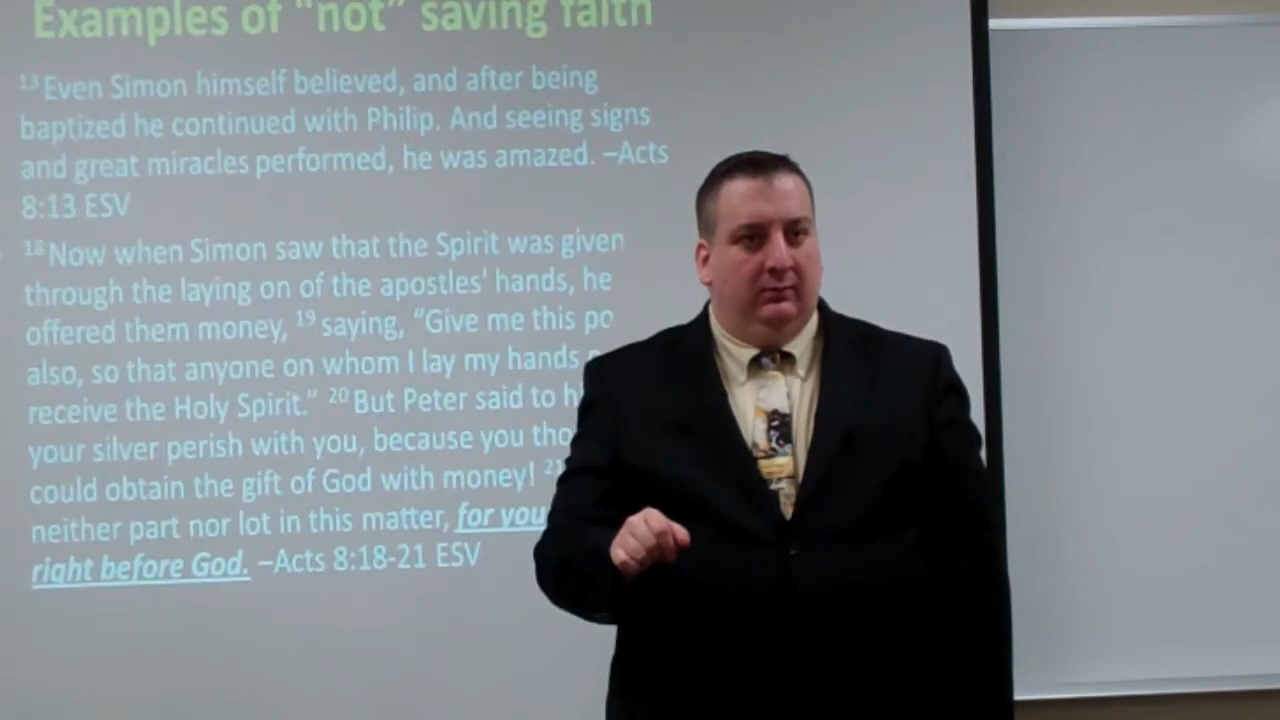 Examples of "not" saving faith
13 Even Simon himself believed, and after being
baptized he continued with Philip. And seeing signs
and great miracles performed, he was amazed. –Acts
8:13 ESV
18 Now when Simon saw that the Spirit was given
through the laying on of the apostles' hands, he
offered them money, 19 saying, “Give me this po
also, so that anyone on whom I lay my hands
receive the Holy Spirit.” 20 But Peter said to h
your silver perish with you, because you tho
could obtain the gift of God with money! 21
neither part nor lot in this matter, for you
right before God. –Acts 8:18-21 ESV